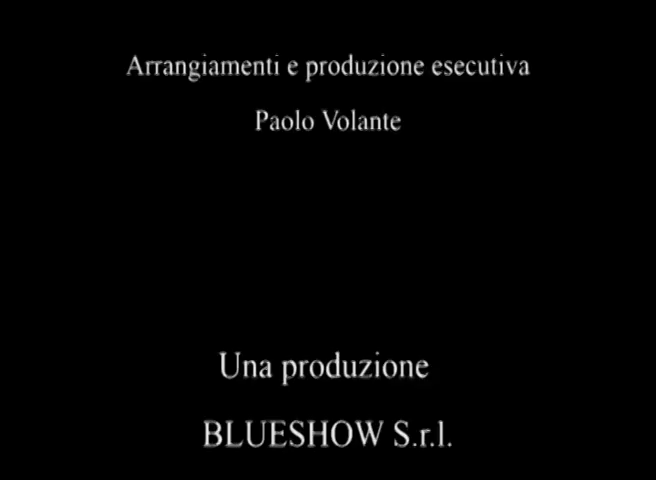 Arrangiamenti e produzione esecutiva
Paolo Volante
Una produzione
BLUESHOW S.r.l.